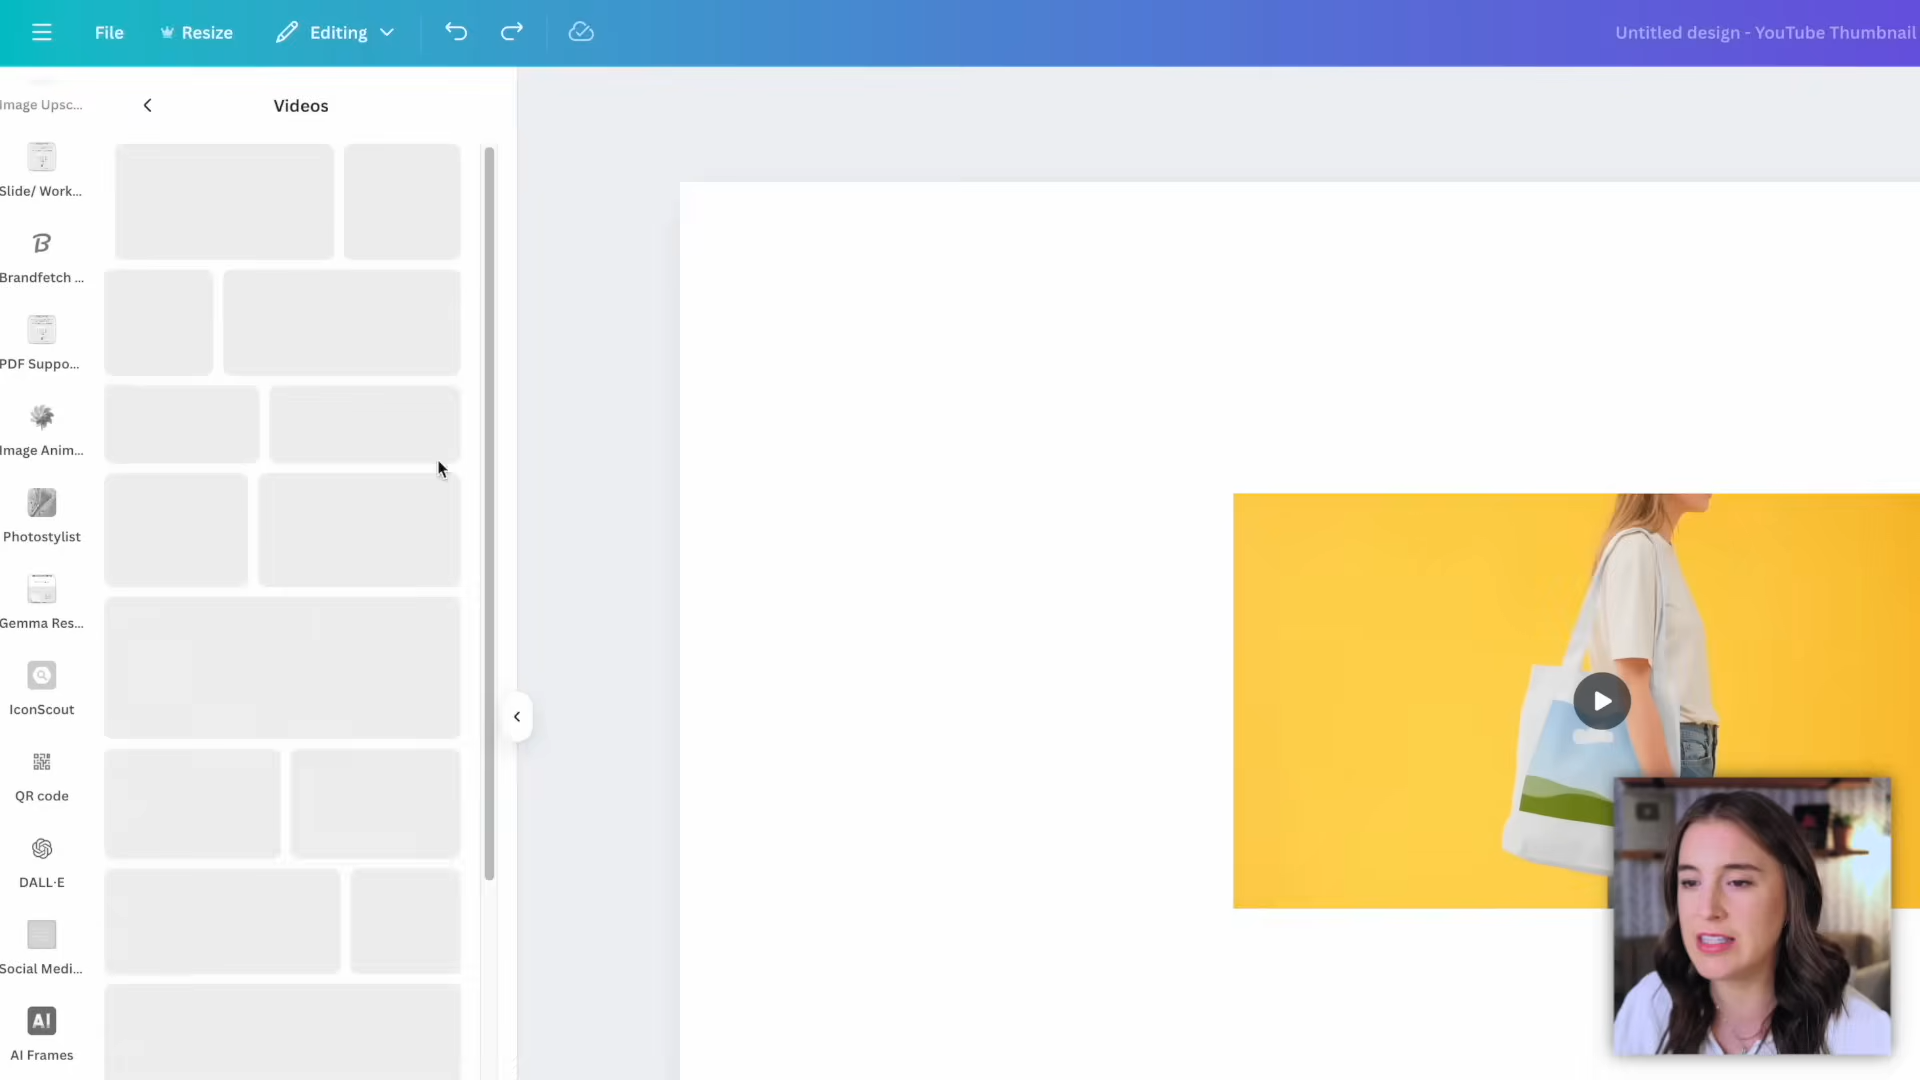 File
Resize
Editing
Untitled design - YouTube Thumbnail
Image Upsc...
Videos
Slide/ Work...
Brandfetch ...
PDF Suppo...
Image Anim...
Photostylist
Gemma Res...
IconScout
QR code
DALL·E
Social Medi...
AI
AI Frames